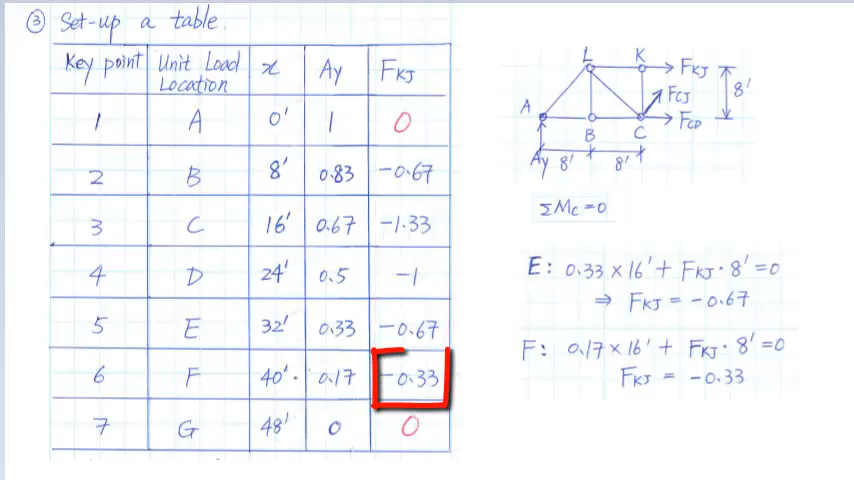 ③ Set-up a table.
Key point Unit Load Location x Ay FKJ
1 A 0' 1 0
2 B 8' 0.83 -0.67
3 C 16' 0.67 -1.33
4 D 24' 0.5 -1
5 E 32' 0.33 -0.67
6 F 40' 0.17 -0.33
7 G 48' 0 0
L K FKJ
FCJ 8'
A FCD
B C
Ay 8' 8'
ΣMc=0
E: 0.33 x 16' + FKJ · 8' = 0
⇒ FKJ = -0.67
F: 0.17 x 16' + FKJ · 8' = 0
FKJ = -0.33